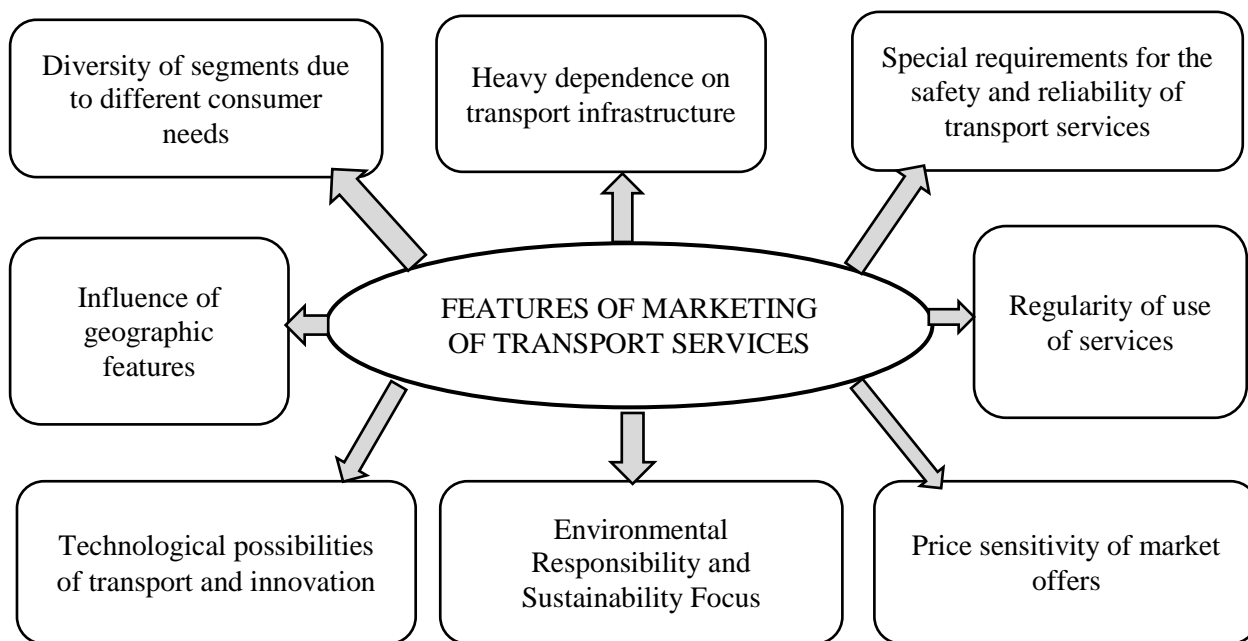 Diversity of segments due
to different consumer
needs
Heavy dependence on
transport infrastructure
Special requirements for the
safety and reliability of
transport services
Influence of
geographic
features
FEATURES OF MARKETING
OF TRANSPORT SERVICES
Regularity of use
of services
Technological possibilities
of transport and innovation
Environmental
Responsibility and
Sustainability Focus
Price sensitivity of market
offers